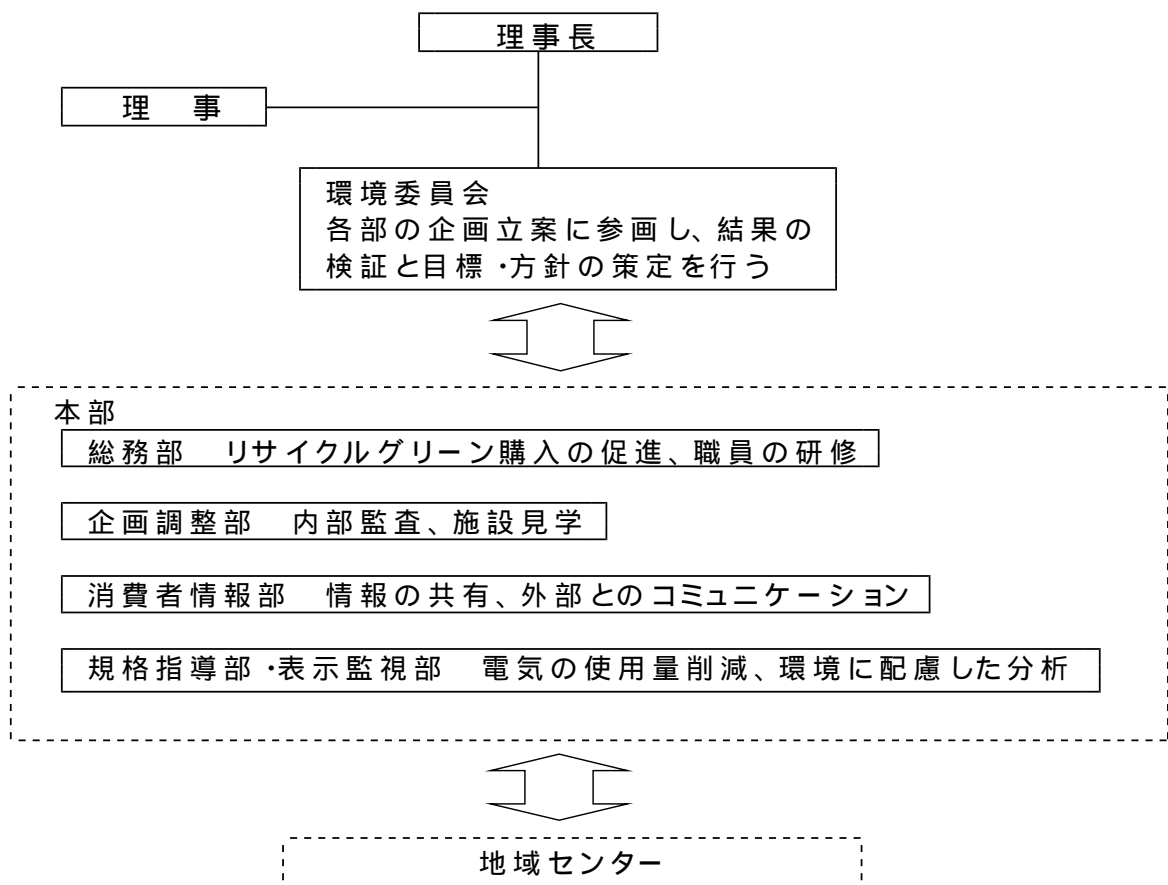 理事長
理　事
環境委員会
各部の企画立案に参画し、結果の
検証と目標・方針の策定を行う
本部
総務部　リサイクルグリーン購入の促進、職員の研修
企画調整部　内部監査、施設見学
消費者情報部　情報の共有、外部とのコミュニケーション
規格指導部・表示監視部　電気の使用量削減、環境に配慮した分析
地域センター